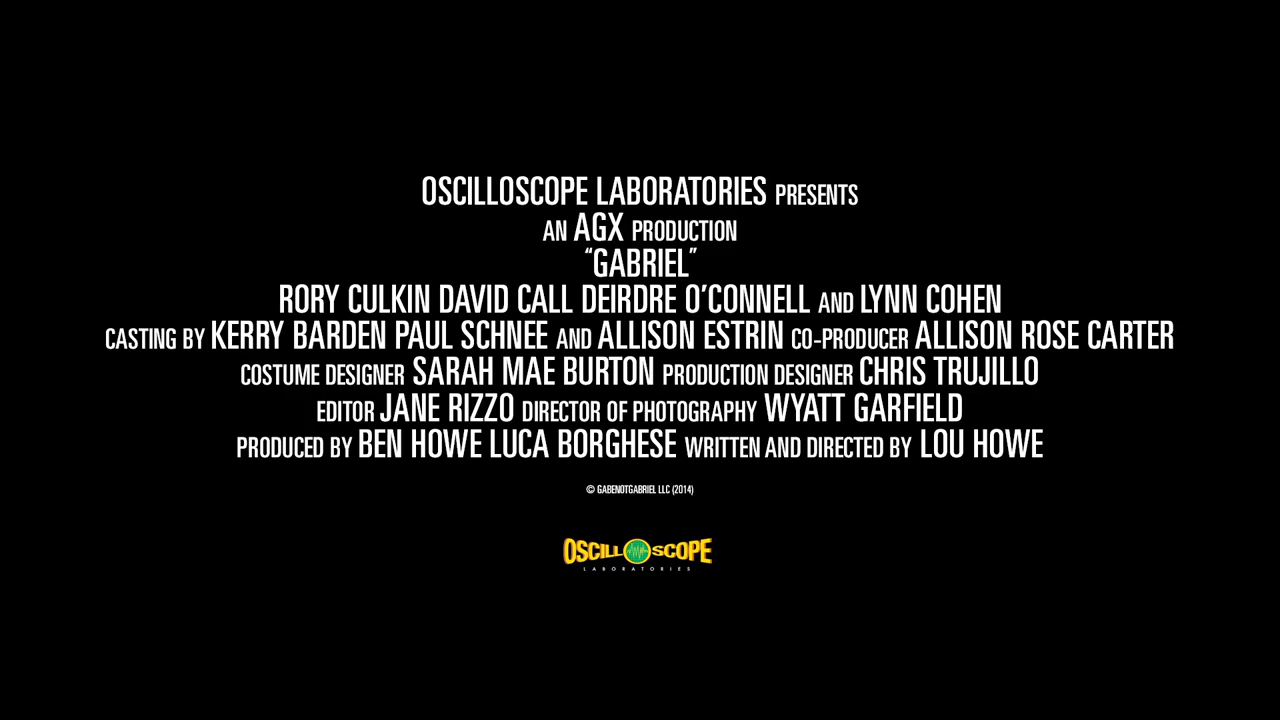 OSCILLOSCOPE LABORATORIES PRESENTS
AN AGX PRODUCTION
“GABRIEL”
RORY CULKIN DAVID CALL DEIRDRE O’CONNELL AND LYNN COHEN
CASTING BY KERRY BARDEN PAUL SCHNEE AND ALLISON ESTRIN CO-PRODUCER ALLISON ROSE CARTER
COSTUME DESIGNER SARAH MAE BURTON PRODUCTION DESIGNER CHRIS TRUJILLO
EDITOR JANE RIZZO DIRECTOR OF PHOTOGRAPHY WYATT GARFIELD
PRODUCED BY BEN HOWE LUCA BORGHESE WRITTEN AND DIRECTED BY LOU HOWE
© GABENOTGABRIEL LLC (2014)
OSCILLOSCOPE
LABORATORIES